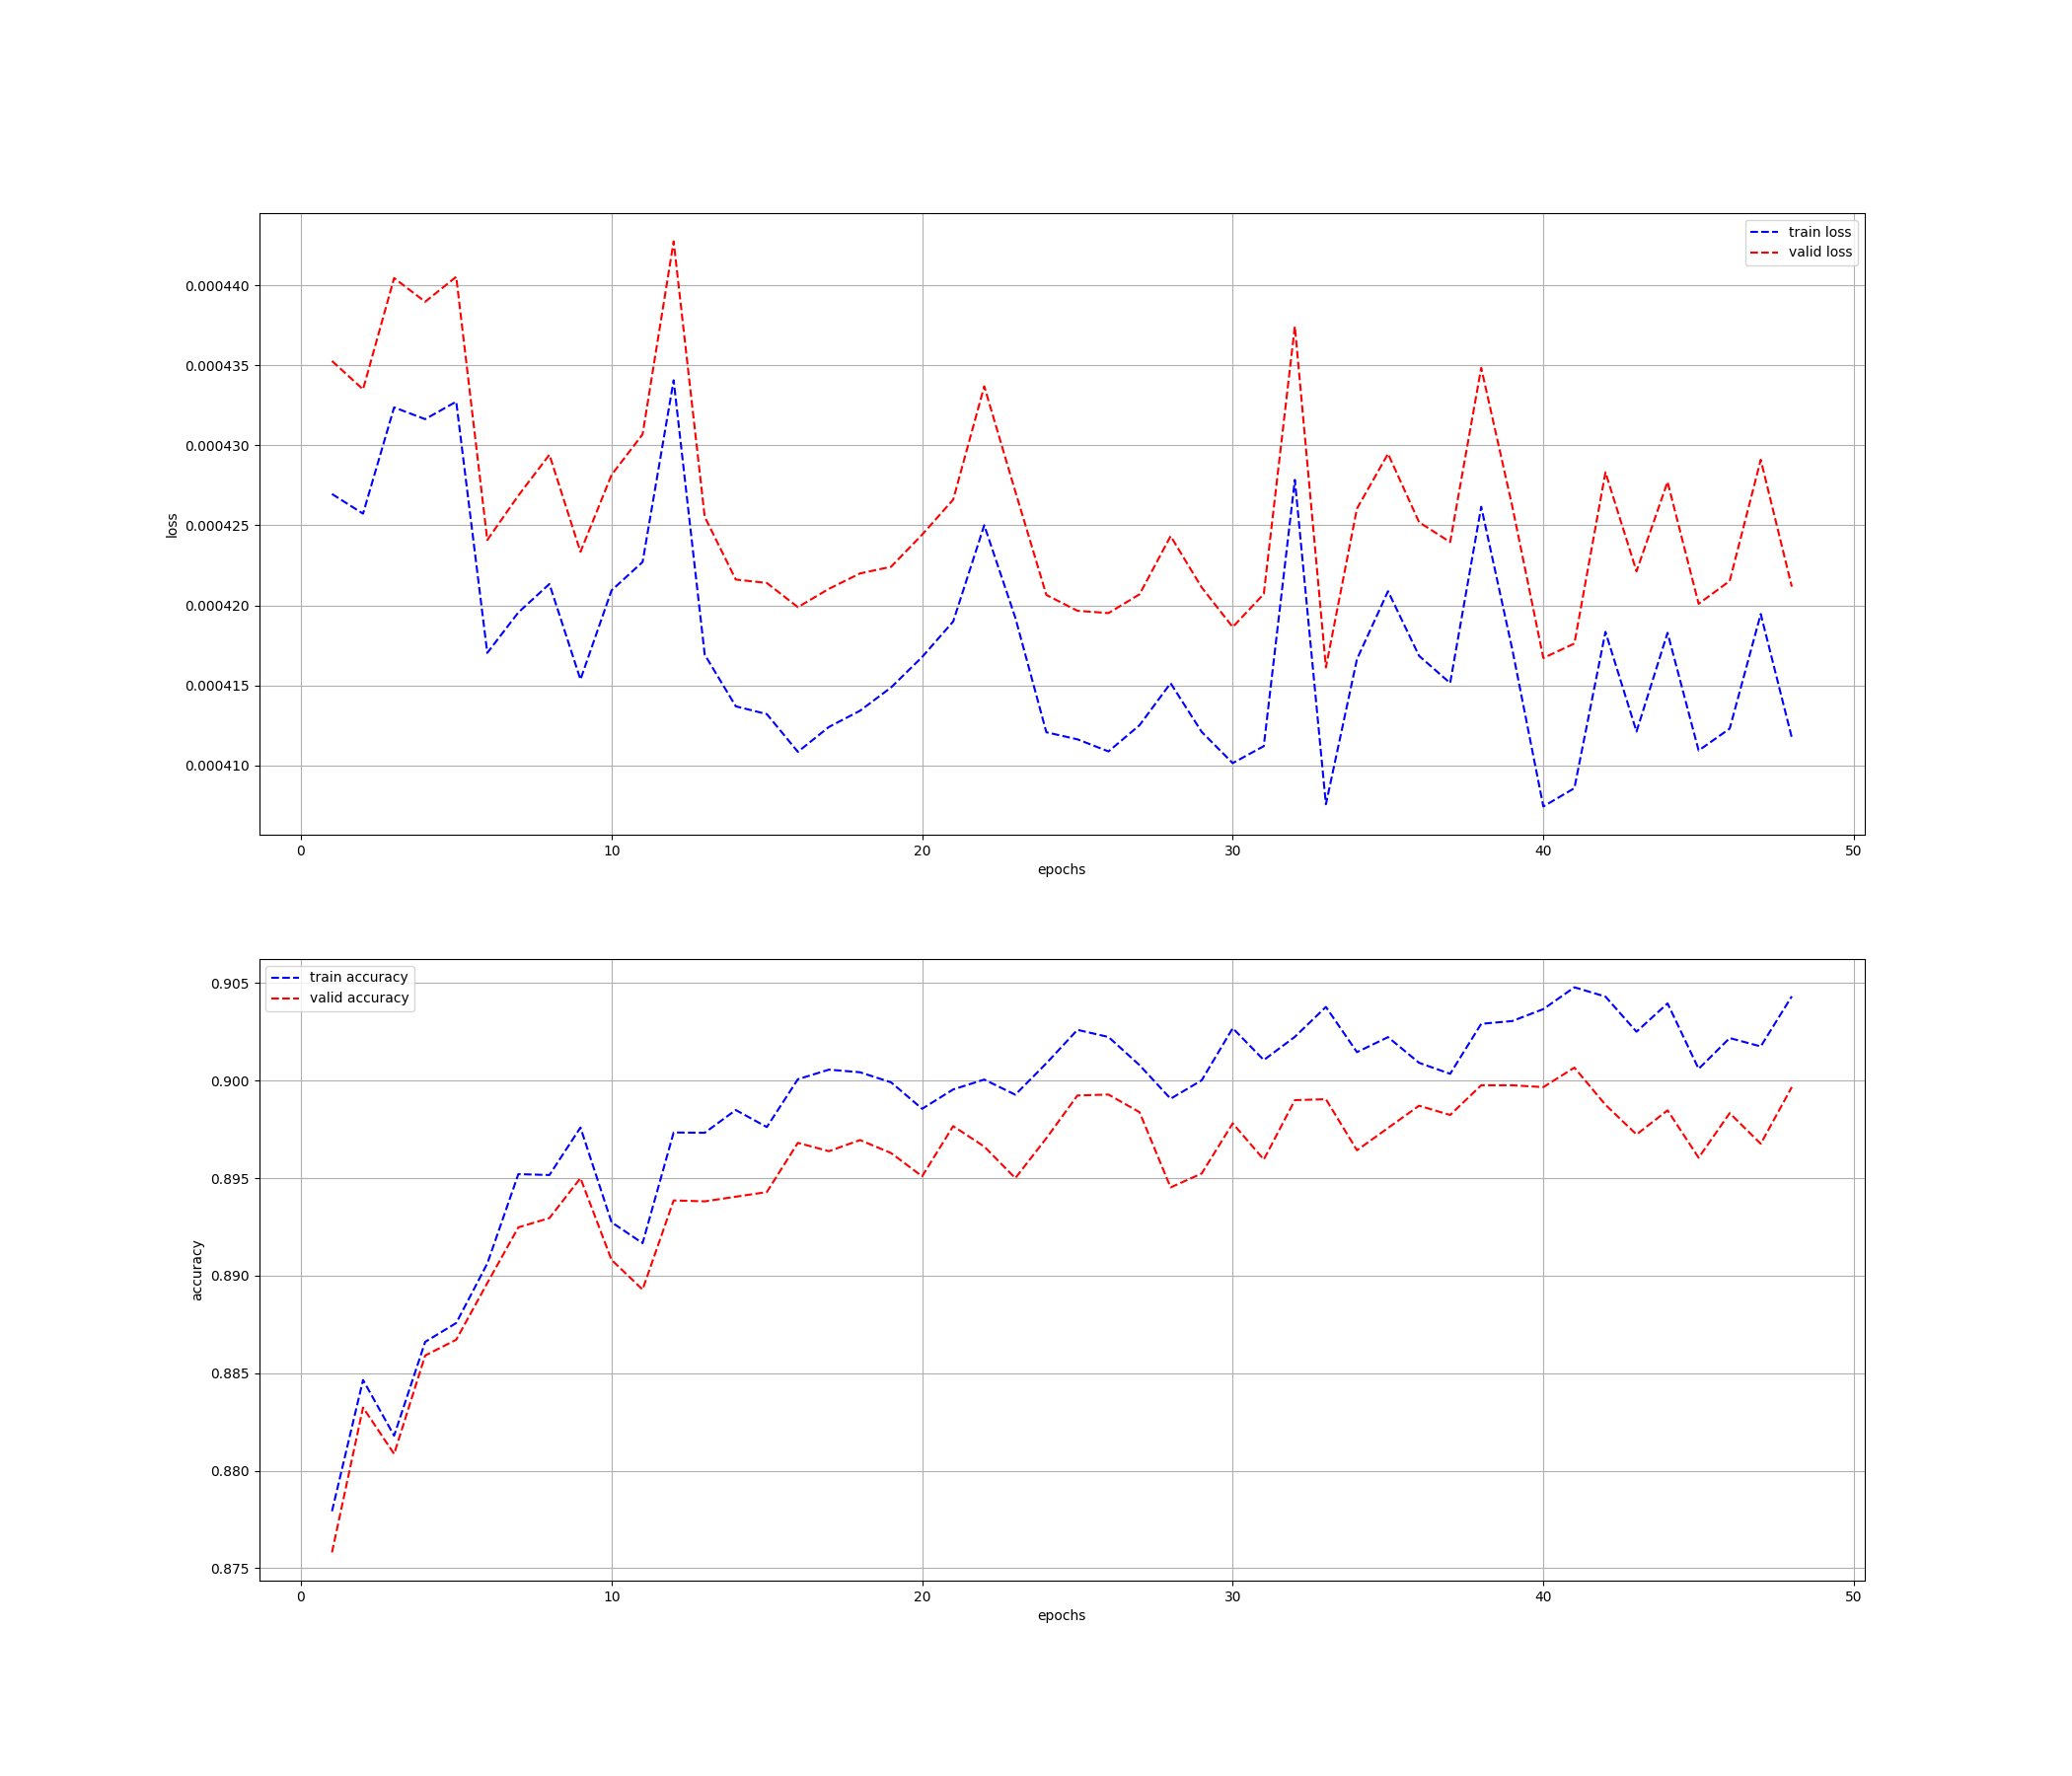 train loss
valid loss
0.000440
0.000435
0.000430
0.000425
0.000420
0.000415
0.000410
loss
0 10 20 30 40 50
epochs
train accuracy
valid accuracy
0.905
0.900
0.895
0.890
0.885
0.880
0.875
accuracy
0 10 20 30 40 50
epochs